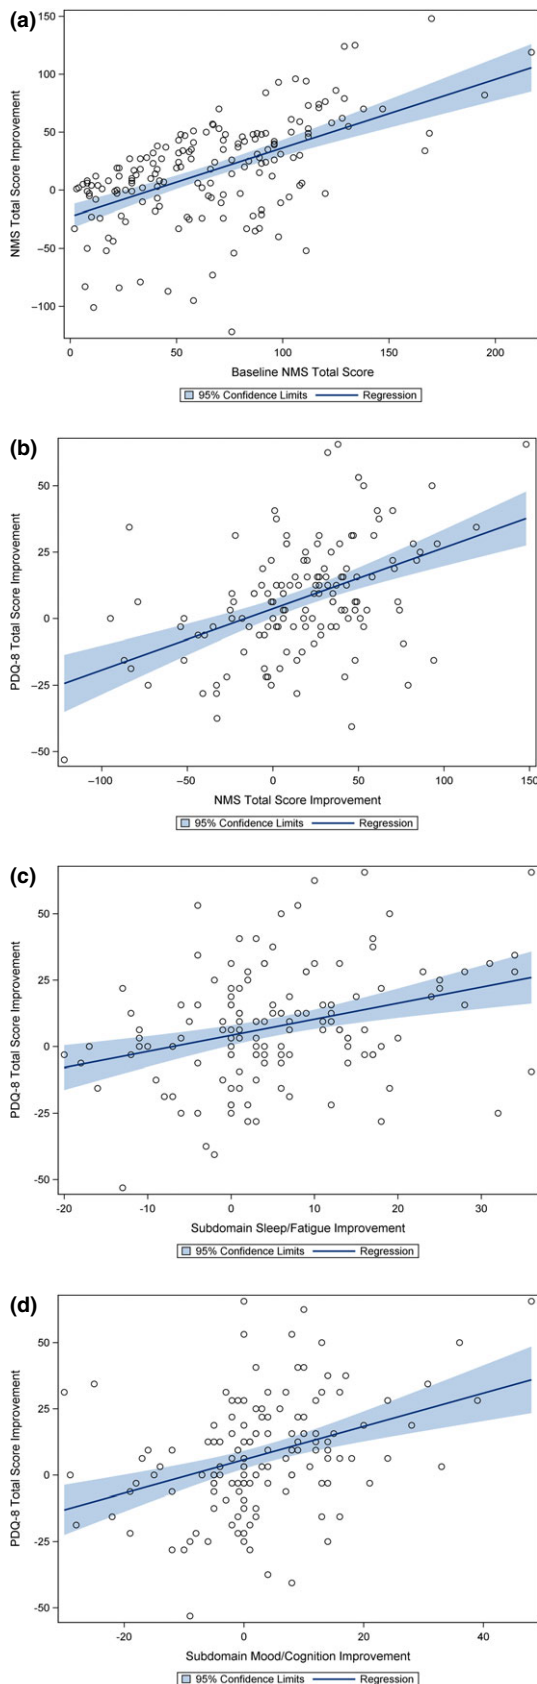 (a)
150
100
50
0
−50
−100
NMS Total Score Improvement
0 50 100 150 200
Baseline NMS Total Score
95% Confidence Limits Regression
(b)
50
25
0
−25
−50
PDQ-8 Total Score Improvement
−100 −50 0 50 100 150
NMS Total Score Improvement
95% Confidence Limits Regression
(c)
50
25
0
-25
-50
PDQ-8 Total Score Improvement
-20 -10 0 10 20 30
Subdomain Sleep/Fatigue Improvement
95% Confidence Limits Regression
(d)
50
25
0
-25
-50
PDQ-8 Total Score Improvement
-20 0 20 40
Subdomain Mood/Cognition Improvement
95% Confidence Limits Regression